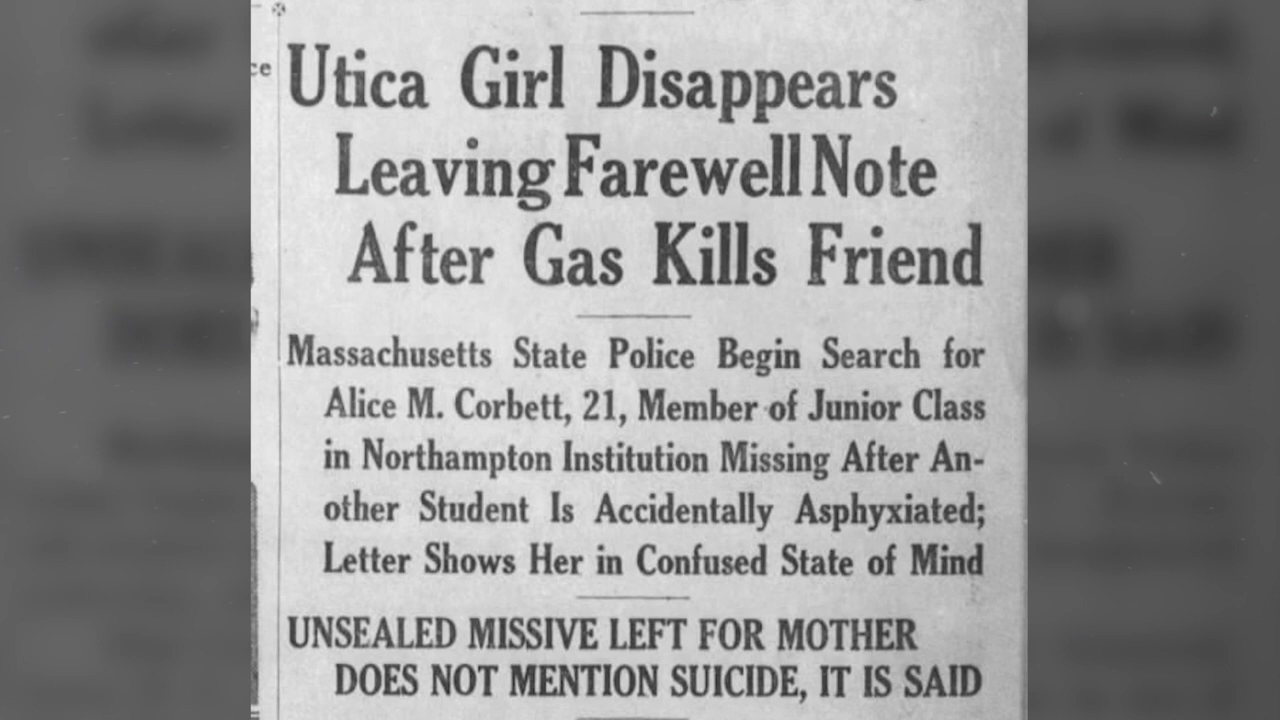 Utica Girl Disappears
Leaving Farewell Note
After Gas Kills Friend
Massachusetts State Police Begin Search for
Alice M. Corbett, 21, Member of Junior Class
in Northampton Institution Missing After An-
other Student Is Accidentally Asphyxiated;
Letter Shows Her in Confused State of Mind
UNSEALED MISSIVE LEFT FOR MOTHER
DOES NOT MENTION SUICIDE, IT IS SAID